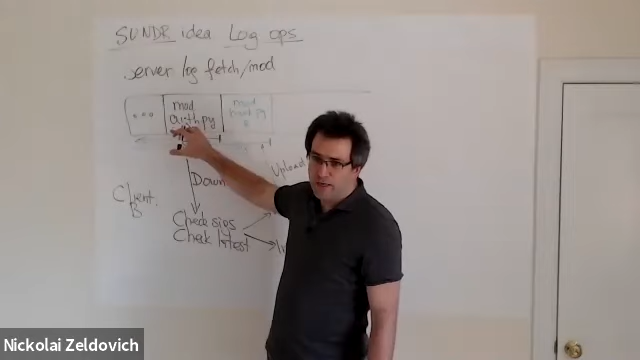 SUNDR idea Log ops
Server log fetch/mod
... mod
auth.py
mod
Client
B
Down
Upload
Check sigs
Check latest
Nickolai Zeldovich